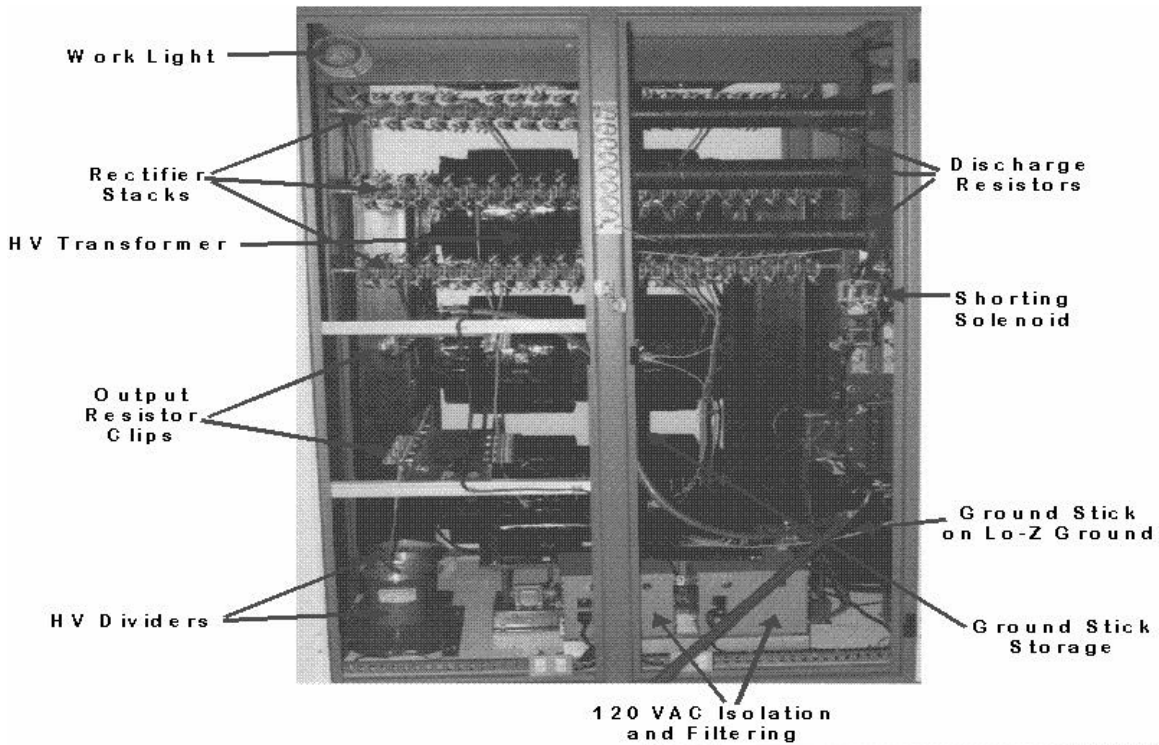 Work Light
Rectifier
Stacks
HV Transformer
Output
Resistor
Clips
HV Dividers
Discharge
Resistors
Shorting
Solenoid
Ground Stick
on Lo-Z Ground
Ground Stick
Storage
120 VAC Isolation
and Filtering